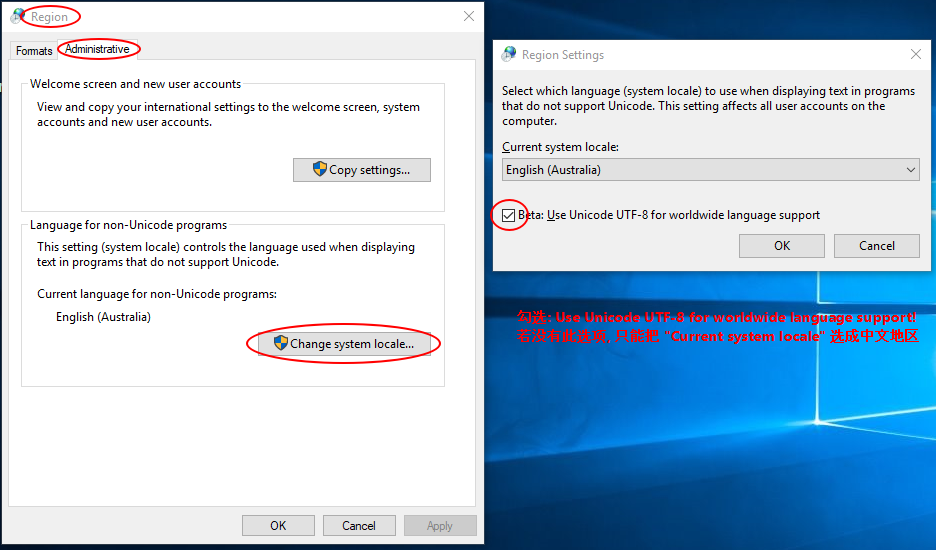 Region
Formats
Administrative
Welcome screen and new user accounts
View and copy your international settings to the welcome screen, system
accounts and new user accounts.
Copy settings...
Language for non-Unicode programs
This setting (system locale) controls the language used when displaying
text in programs that do not support Unicode.
Current language for non-Unicode programs:
English (Australia)
Change system locale...
OK
Cancel
Apply
Region Settings
Select which language (system locale) to use when displaying text in programs
that do not support Unicode. This setting affects all user accounts on the
computer.
Current system locale:
English (Australia)
Beta: Use Unicode UTF-8 for worldwide language support
OK
Cancel
勾选: Use Unicode UTF-8 for worldwide language support!
若没有此选项, 只能把 "Current system locale" 选成中文地区